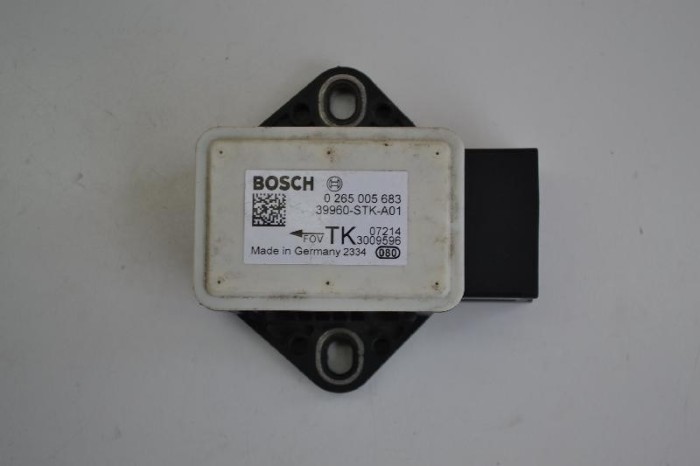 BOSCH 0 265 005 683
39960-STK-A01
FOV TK 07214
3009596
Made in Germany 2334 080